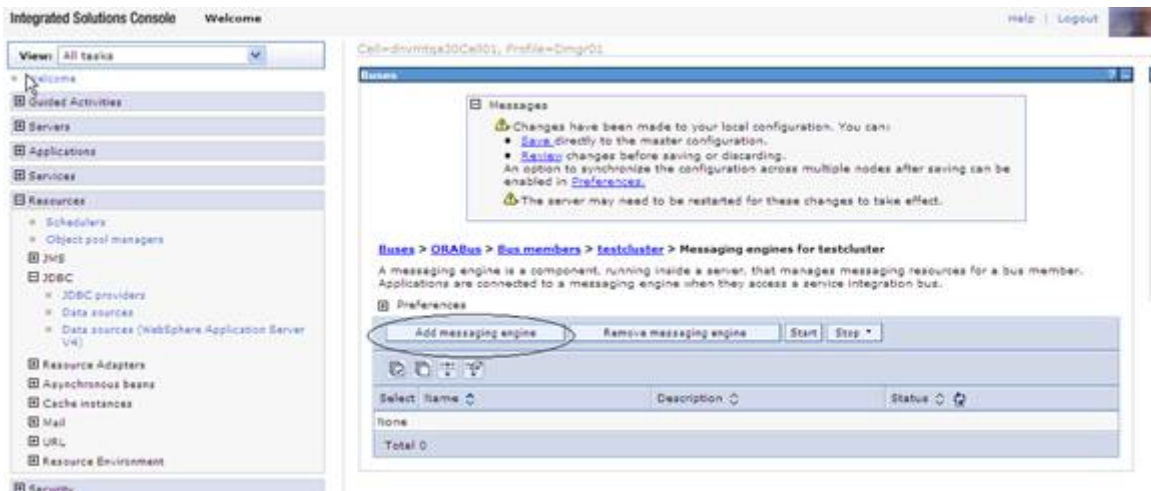 Integrated Solutions Console Welcome
Help | Logout
View: All tasks
Welcome
Guided Activities
Servers
Applications
Services
Resources
Schedulers
Object pool managers
JMS
JDBC
JDBC providers
Data sources
Data sources (WebSphere Application Server
V4)
Resource Adapters
Asynchronous beans
Cache instances
Mail
URL
Resource Environment
Security
Profile=Dmgr01
Buses
Messages
Changes have been made to your local configuration. You can:
Save directly to the master configuration.
Review changes before saving or discarding.
An option to synchronize the configuration across multiple nodes after saving can be
enabled in Preferences.
The server may need to be restarted for these changes to take effect.
Buses > ORABus > Bus members > testcluster > Messaging engines for testcluster
A messaging engine is a component, running inside a server, that manages messaging resources for a bus member.
Applications are connected to a messaging engine when they access a service integration bus.
Preferences
Add messaging engine Remove messaging engine Start Stop
Select Name Description Status
None
Total 0